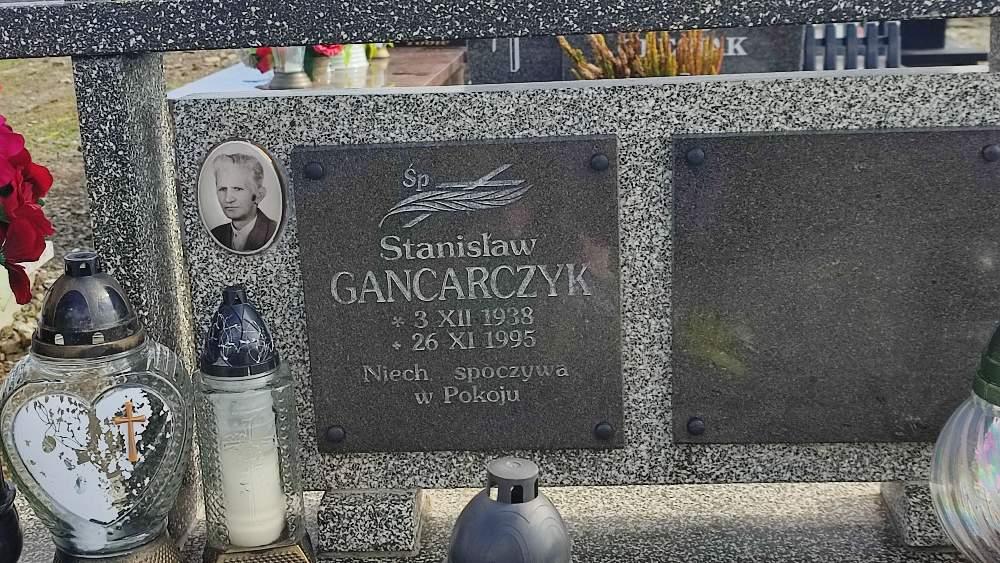 Śp
Stanisław
GANCARCZYK
* 3 XII 1938
+ 26 XI 1995
Niech spoczywa
w Pokoju